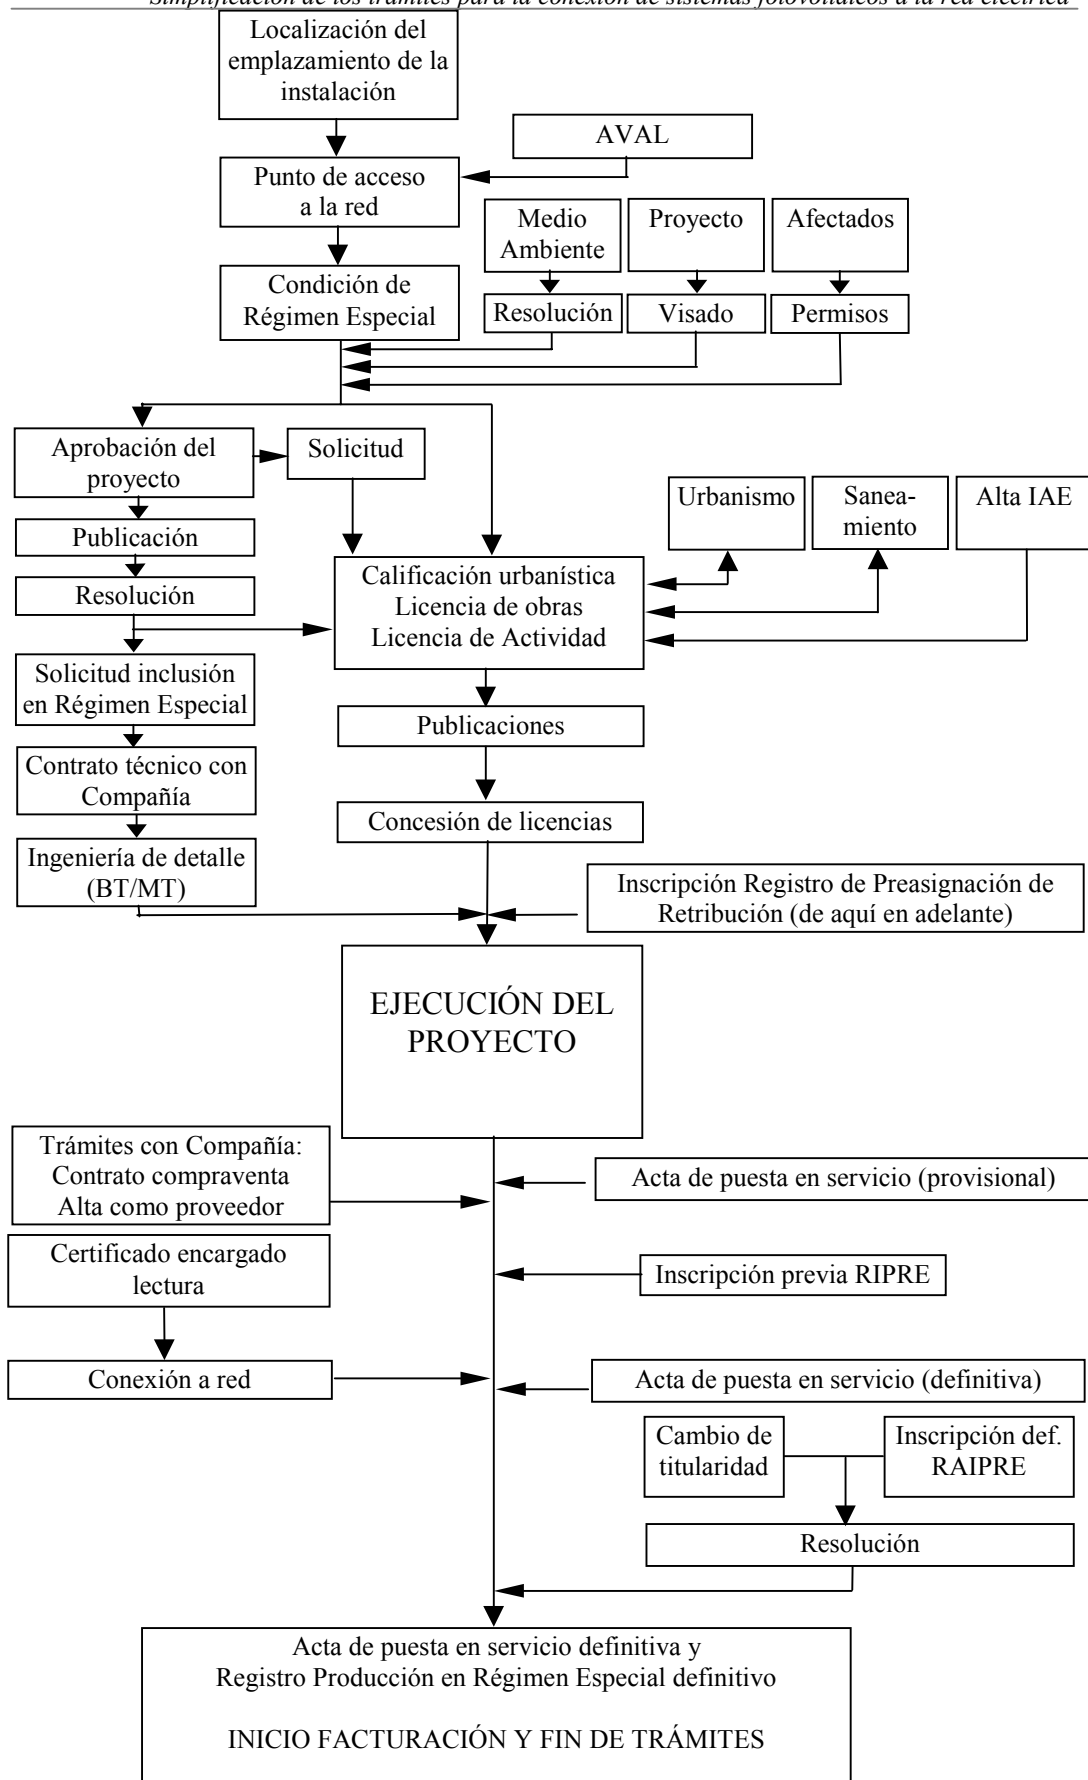 Simplificación de los trámites para la conexión de sistemas fotovoltaicos a la red eléctrica
Localización del
emplazamiento de la
instalación
AVAL
Punto de acceso
a la red
Medio
Ambiente
Proyecto
Afectados
Condición de
Régimen Especial
Resolución
Visado
Permisos
Aprobación del
proyecto
Solicitud
Urbanismo
Sanea-
miento
Alta IAE
Publicación
Resolución
Calificación urbanística
Licencia de obras
Licencia de Actividad
Solicitud inclusión
en Régimen Especial
Publicaciones
Contrato técnico con
Compañía
Concesión de licencias
Ingeniería de detalle
(BT/MT)
Inscripción Registro de Preasignación de
Retribución (de aquí en adelante)
EJECUCIÓN DEL
PROYECTO
Trámites con Compañía:
Contrato compraventa
Alta como proveedor
Acta de puesta en servicio (provisional)
Certificado encargado
lectura
Inscripción previa RIPRE
Conexión a red
Acta de puesta en servicio (definitiva)
Cambio de
titularidad
Inscripción def.
RAIPRE
Resolución
Acta de puesta en servicio definitiva y
Registro Producción en Régimen Especial definitivo
INICIO FACTURACIÓN Y FIN DE TRÁMITES